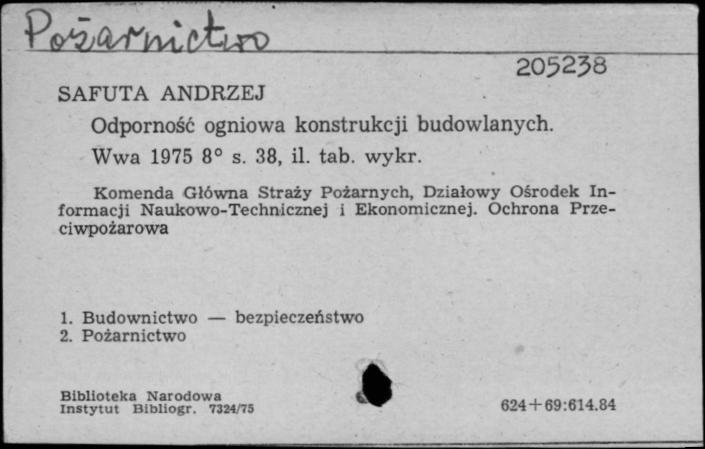 Pożarnictwo
205238
SAFUTA ANDRZEJ
Odporność ogniowa konstrukcji budowlanych.
Wwa 1975 8° s. 38, il. tab. wykr.
Komenda Główna Straży Pożarnych, Działowy Ośrodek In-
formacji Naukowo-Technicznej i Ekonomicznej. Ochrona Prze-
ciwpożarowa
1. Budownictwo — bezpieczeństwo
2. Pożarnictwo
Biblioteka Narodowa
Instytut Bibliogr. 7324/75
624+69:614.84